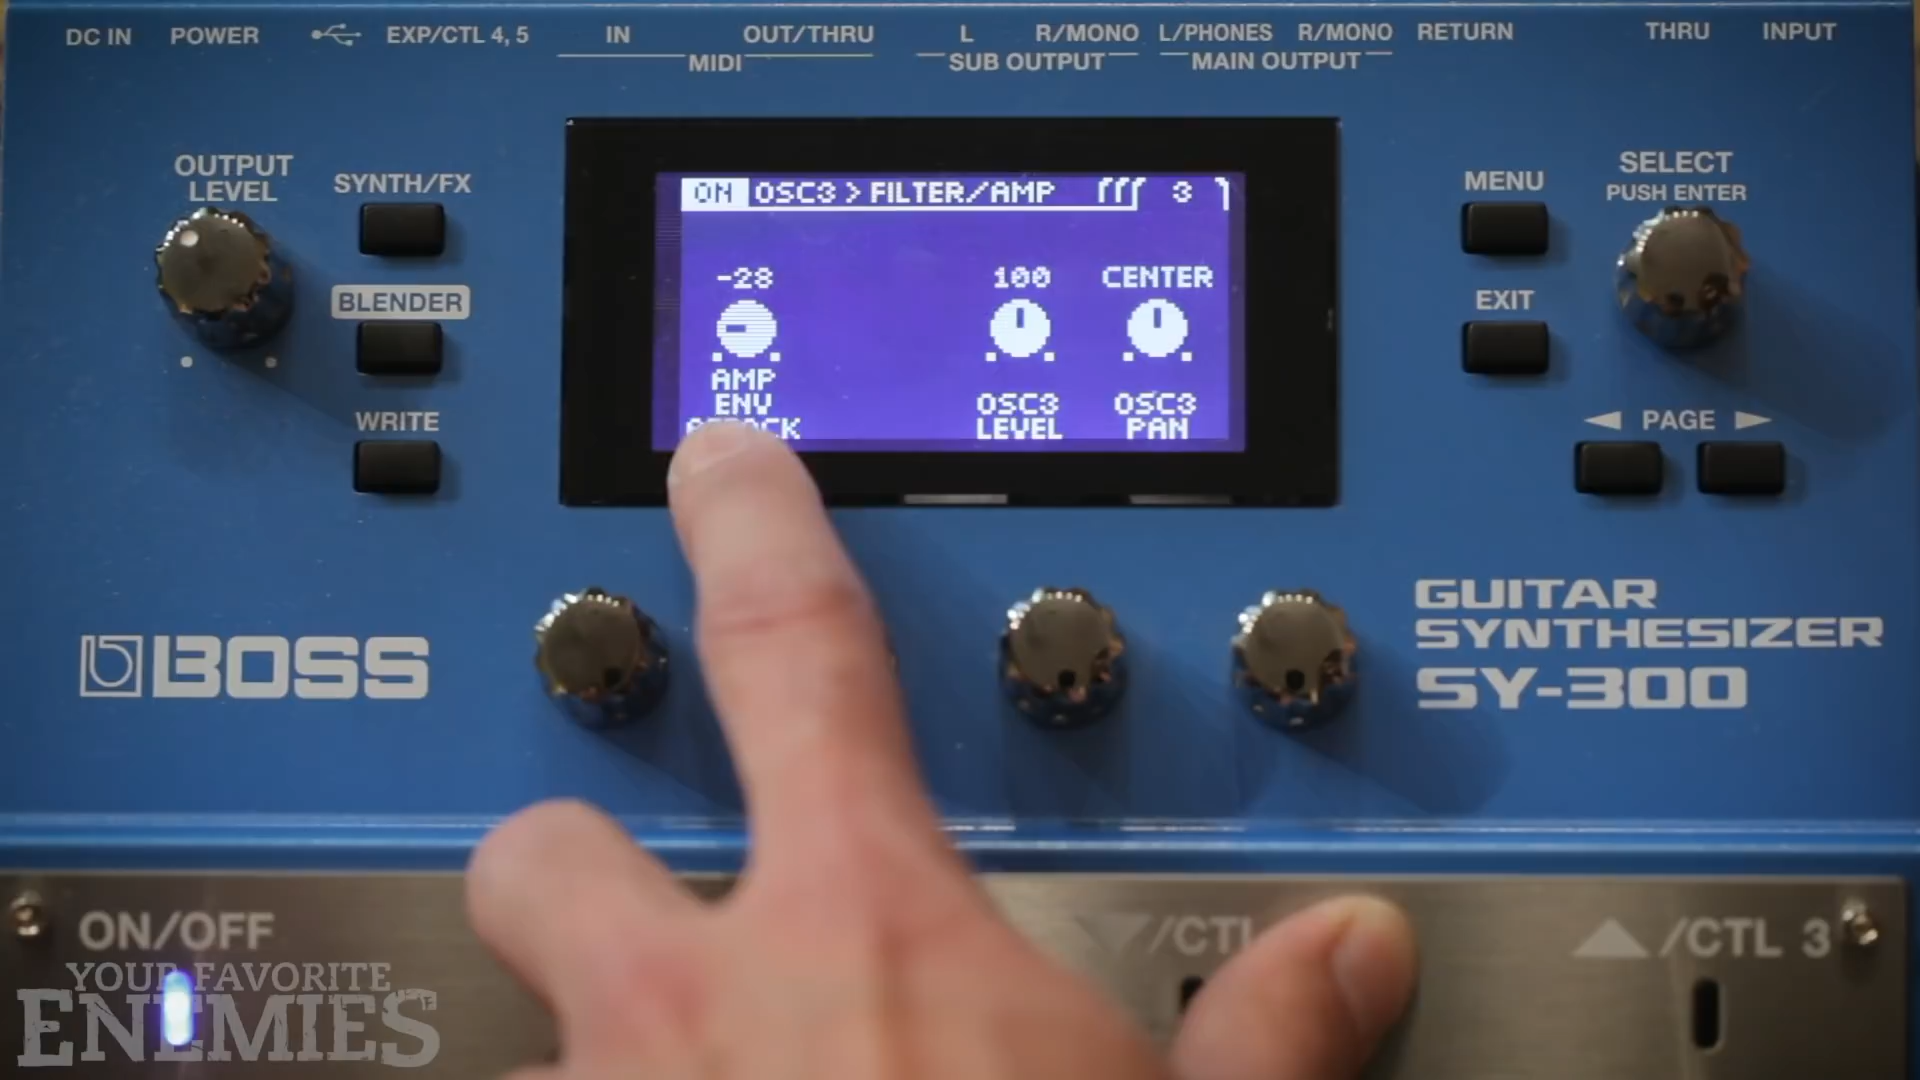 DC IN POWER EXP/CTL 4, 5 IN OUT/THRU L R/MONO L/PHONES R/MONO RETURN THRU INPUT
MIDI SUB OUTPUT MAIN OUTPUT
OUTPUT
LEVEL
SYNTH/FX
BLENDER
WRITE
ON OSC3 > FILTER/AMP 3
-28 100 CENTER
AMP
ENV
ATTACK
OSC3
LEVEL
OSC3
PAN
MENU
EXIT
SELECT
PUSH ENTER
PAGE
BOSS
GUITAR
SYNTHESIZER
SY-300
ON/OFF
/CTL
/CTL 3
YOUR FAVORITE
ENEMIES